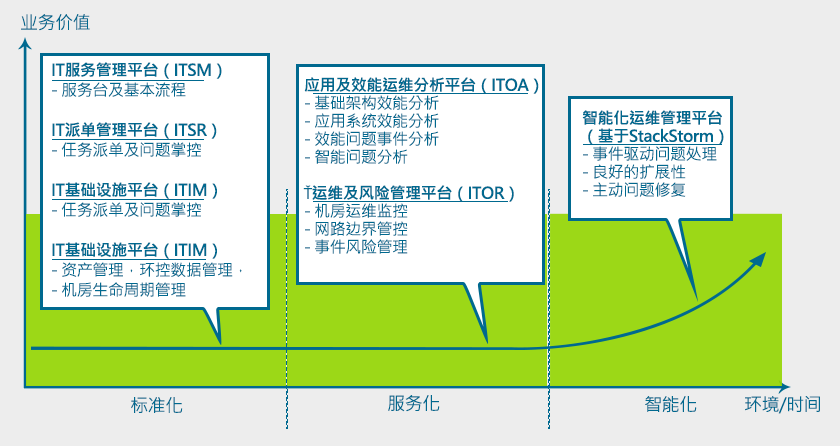 业务价值
IT服务管理平台（ITSM）
- 服务台及基本流程
IT派单管理平台（ITSR）
- 任务派单及问题掌控
IT基础设施平台（ITIM）
- 任务派单及问题掌控
IT基础设施平台（ITIM）
- 资产管理．环控数据管理．
- 机房生命周期管理
应用及效能运维分析平台（ITOA）
- 基础架构效能分析
- 应用系统效能分析
- 效能问题事件分析
- 智能问题分析
IT运维及风险管理平台（ITOR）
- 机房运维监控
- 网路边界管控
- 事件风险管理
智能化运维管理平台
（基于StackStorm）
- 事件驱动问题处理
- 良好的扩展性
- 主动问题修复
标准化
服务化
智能化
环境/时间